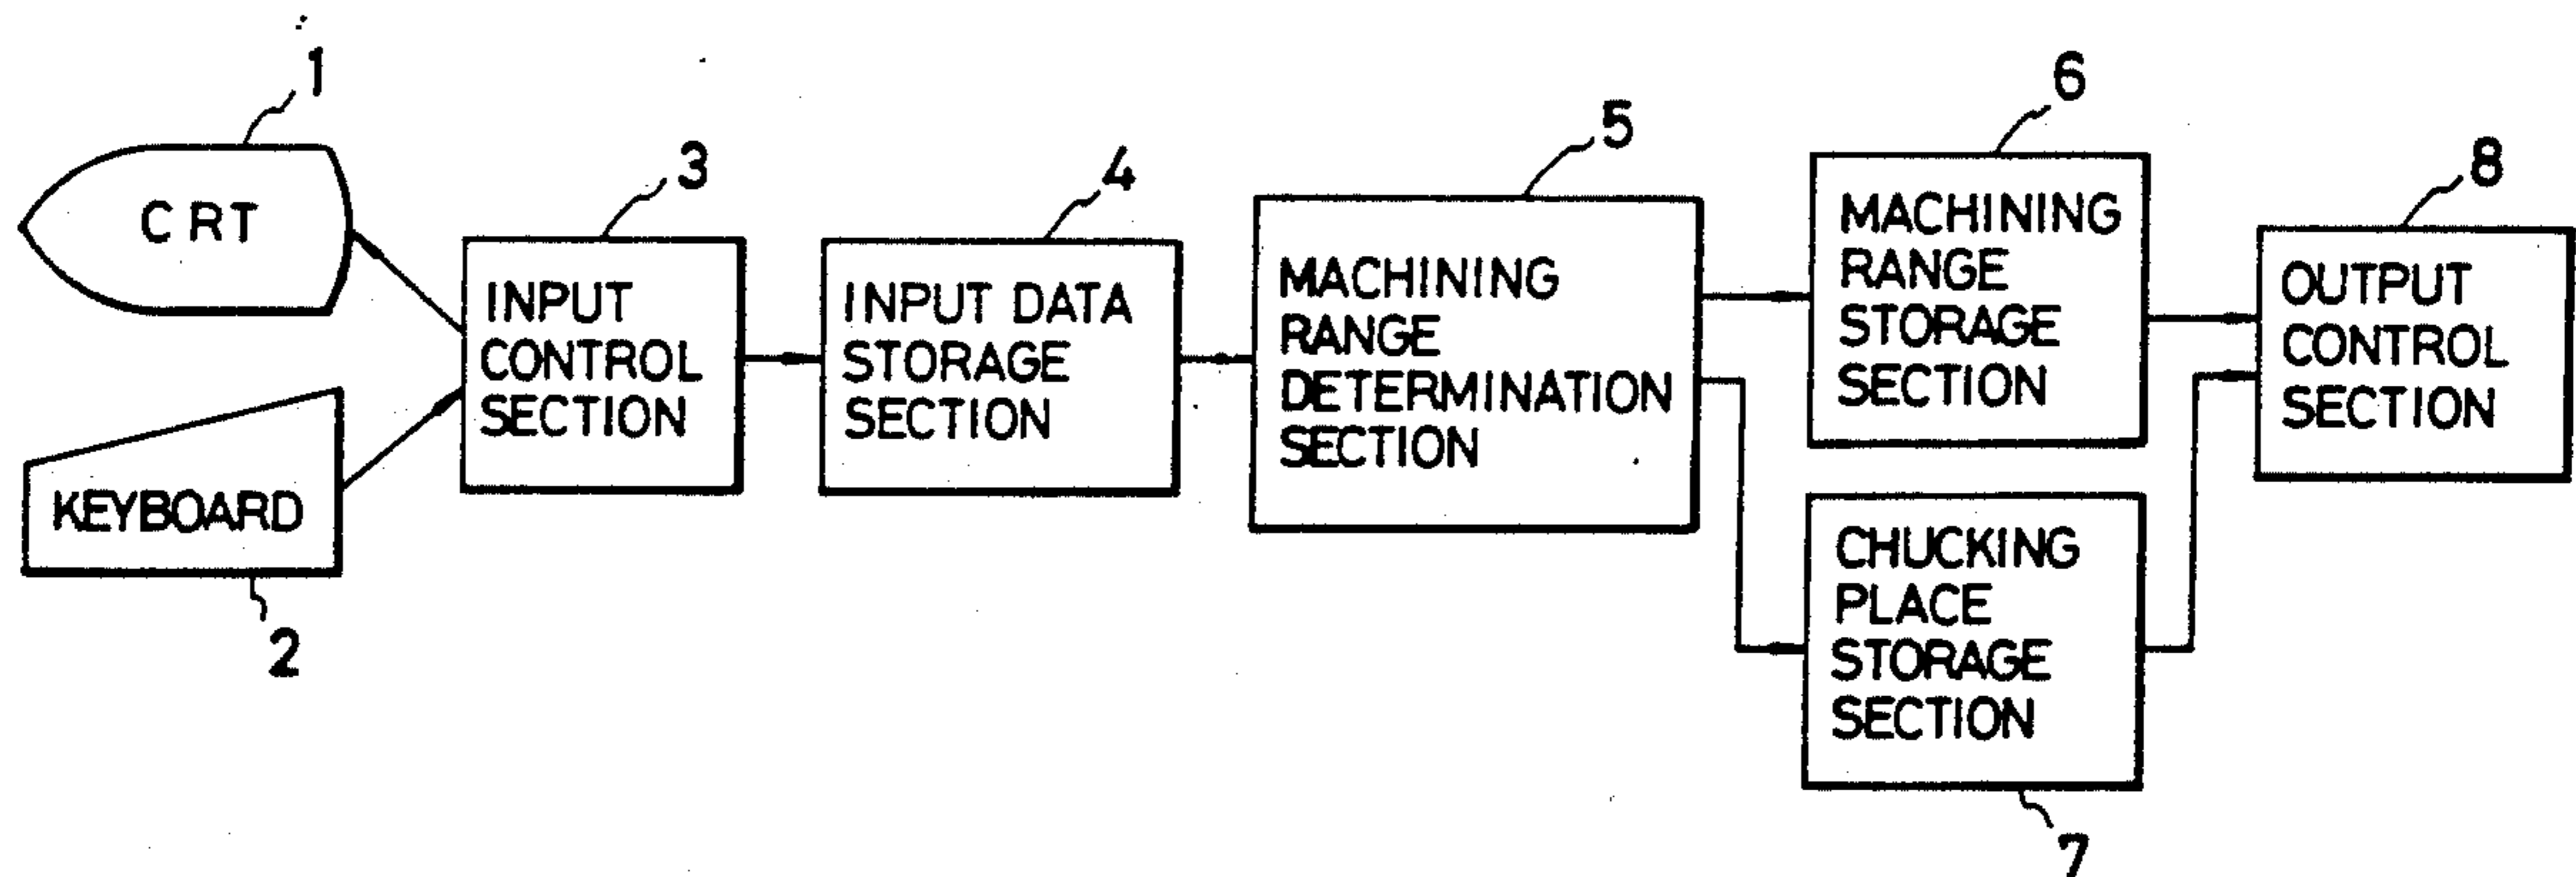 1
CRT
KEYBOARD
2
3
INPUT
CONTROL
SECTION
4
INPUT DATA
STORAGE
SECTION
5
MACHINING
RANGE
DETERMINATION
SECTION
6
MACHINING
RANGE
STORAGE
SECTION
CHUCKING
PLACE
STORAGE
SECTION
7
8
OUTPUT
CONTROL
SECTION